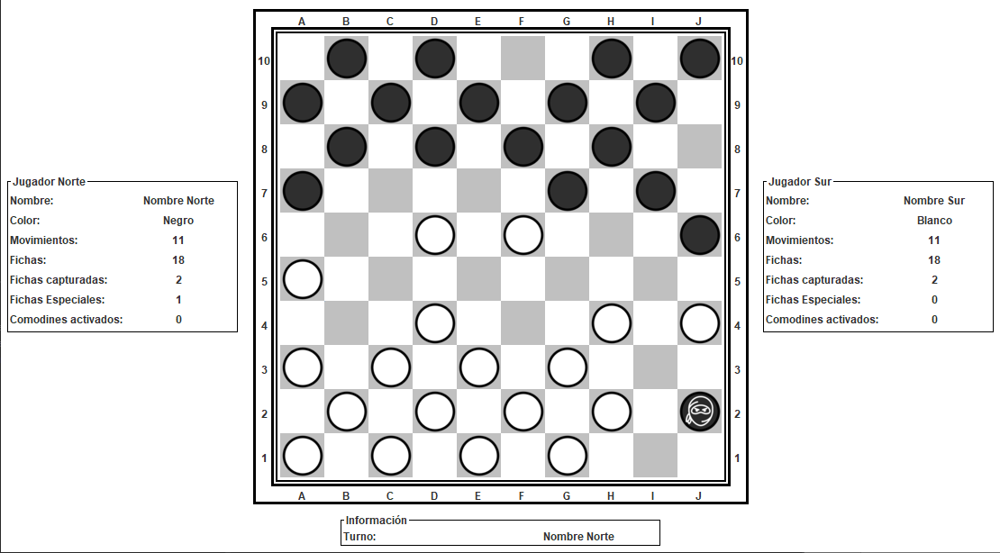 A B C D E F G H I J
10 10
9 9
8 8
7 7
6 6
5 5
4 4
3 3
2 2
1 1
A B C D E F G H I J
Jugador Norte
Nombre: Nombre Norte
Color: Negro
Movimientos: 11
Fichas: 18
Fichas capturadas: 2
Fichas Especiales: 1
Comodines activados: 0
Jugador Sur
Nombre: Nombre Sur
Color: Blanco
Movimientos: 11
Fichas: 18
Fichas capturadas: 2
Fichas Especiales: 0
Comodines activados: 0
Información
Turno: Nombre Norte